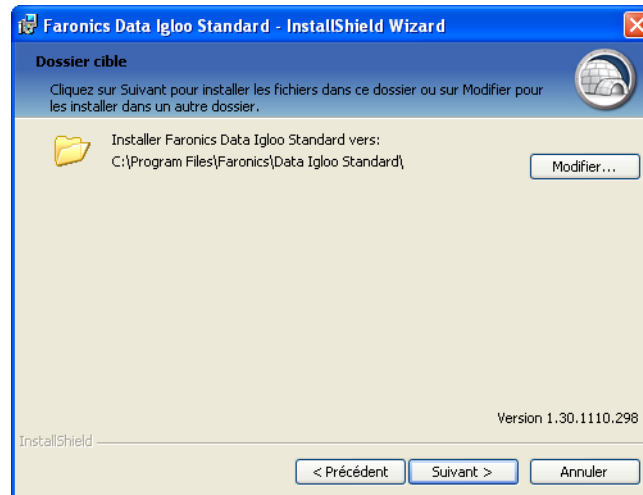 Faronics Data Igloo Standard - InstallShield Wizard
Dossier cible
Cliquez sur Suivant pour installer les fichiers dans ce dossier ou sur Modifier pour
les installer dans un autre dossier.
Installer Faronics Data Igloo Standard vers:
C:\Program Files\Faronics\Data Igloo Standard\
Modifier...
Version 1.30.1110.298
InstallShield
< Précédent
Suivant >
Annuler